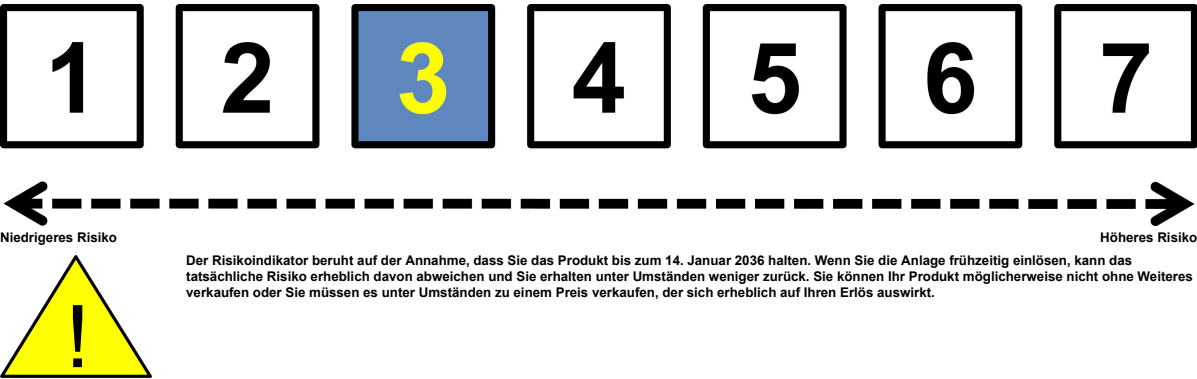 1 2 3 4 5 6 7
Niedrigeres Risiko Höheres Risiko
Der Risikoindikator beruht auf der Annahme, dass Sie das Produkt bis zum 14. Januar 2036 halten. Wenn Sie die Anlage frühzeitig einlösen, kann das
tatsächliche Risiko erheblich davon abweichen und Sie erhalten unter Umständen weniger zurück. Sie können Ihr Produkt möglicherweise nicht ohne Weiteres
verkaufen oder Sie müssen es unter Umständen zu einem Preis verkaufen, der sich erheblich auf Ihren Erlös auswirkt.
!